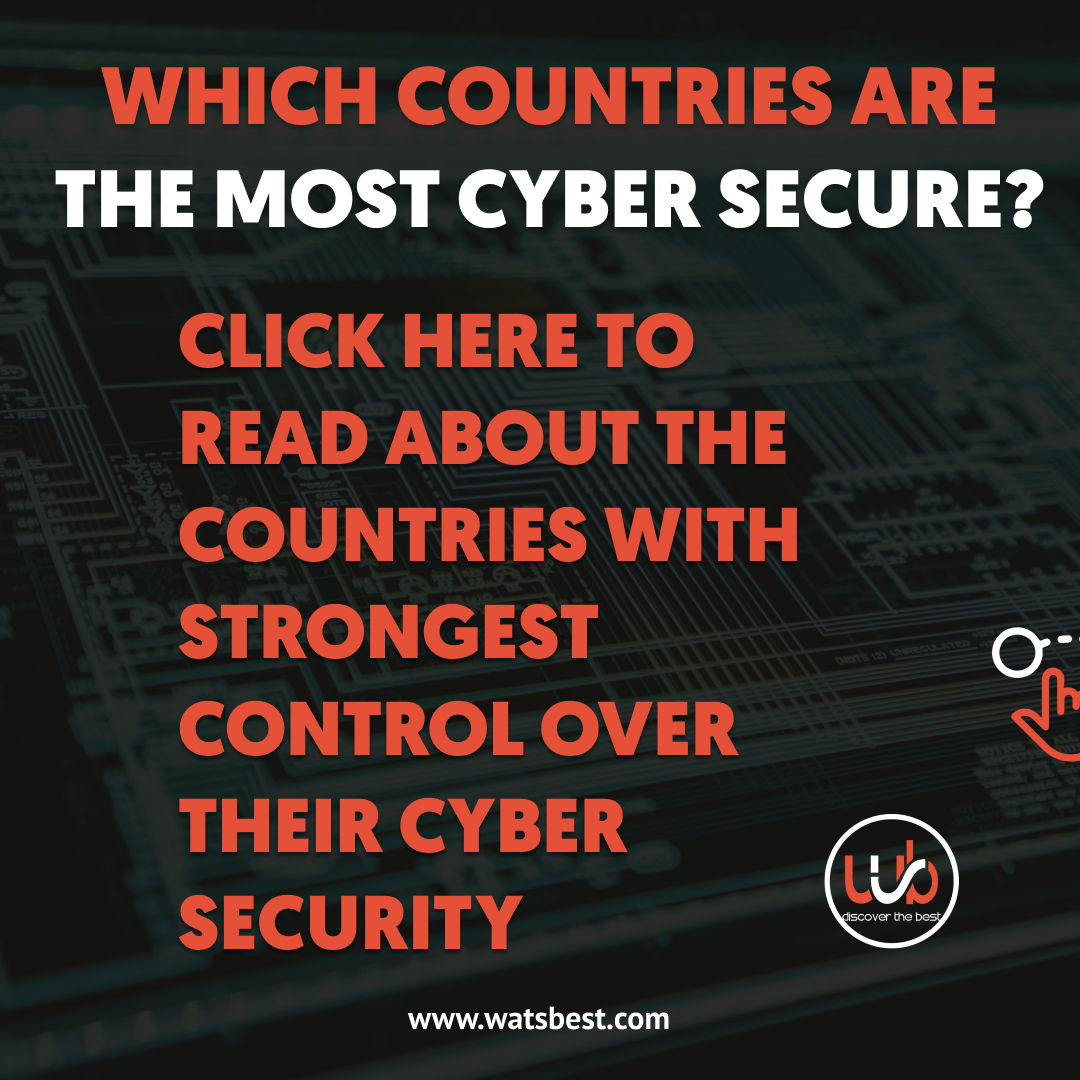 WHICH COUNTRIES ARE
THE MOST CYBER SECURE?
CLICK HERE TO
READ ABOUT THE
COUNTRIES WITH
STRONGEST
CONTROL OVER
THEIR CYBER
SECURITY
wb
discover the best
www.watsbest.com